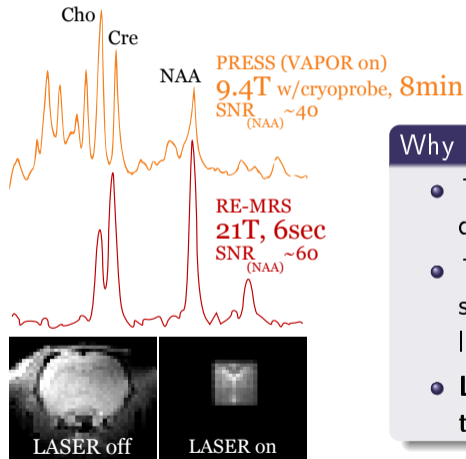 Cho
Cre
NAA
PRESS (VAPOR on)
9.4T w/cryoprobe, 8min
SNR(NAA)~40
RE-MRS
21T, 6sec
SNR(NAA)~60
LASER off
LASER on
Why